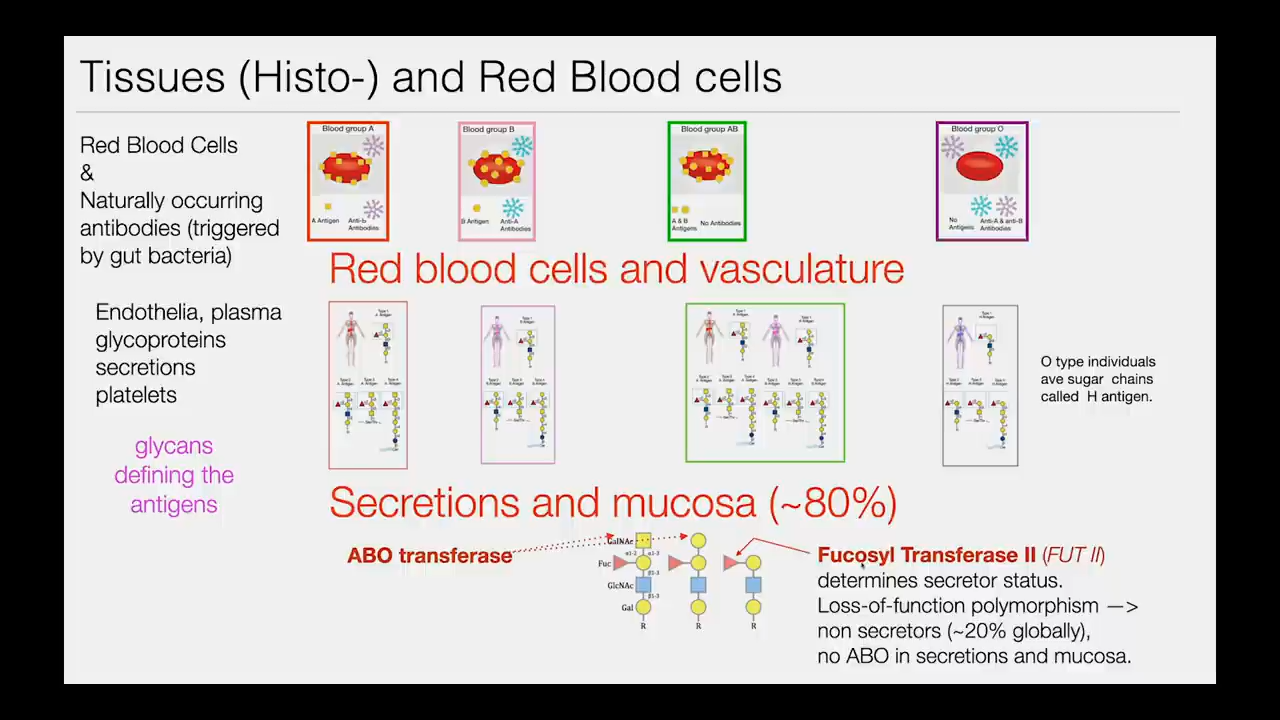 Tissues (Histo-) and Red Blood cells
Red Blood Cells
&
Naturally occurring
antibodies (triggered
by gut bacteria)
Blood group A
A Antigen
Anti-b
Antibodies
Blood group B
B Antigen
Anti-A
Antibodies
Blood group AB
A & B
Antigens
No Antibodies
Blood group O
No
Antigens
Anti-A & anti-B
Antibodies
Red blood cells and vasculature
Endothelia, plasma
glycoproteins
secretions
platelets
glycans
defining the
antigens
O type individuals
ave sugar chains
called H antigen.
Secretions and mucosa (~80%)
ABO transferase
GalNAc
α1-2
α1-3
Fuc
β1-3
GlcNAc
β1-3
Gal
R
R
R
Fucosyl Transferase II (FUT II)
determines secretor status.
Loss-of-function polymorphism —>
non secretors (~20% globally),
no ABO in secretions and mucosa.